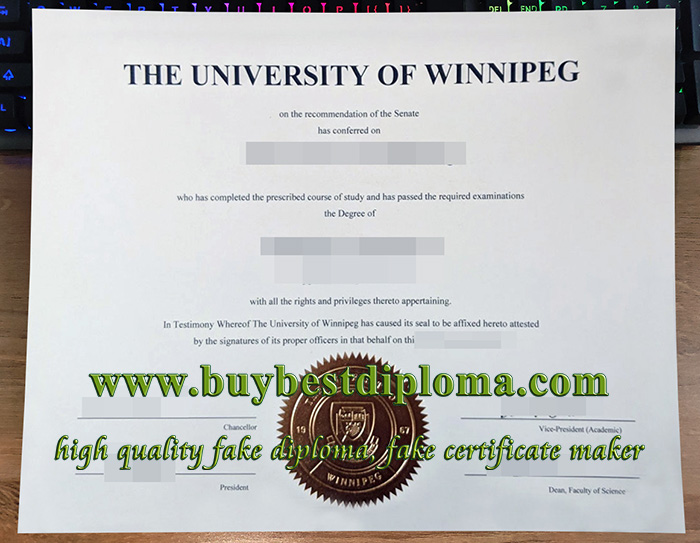 THE UNIVERSITY OF WINNIPEG
on the recommendation of the Senate
has conferred on
who has completed the prescribed course of study and has passed the required examinations
the Degree of
with all the rights and privileges thereto appertaining.
In Testimony Whereof The University of Winnipeg has caused its seal to be affixed hereto attested
by the signatures of its proper officers in that behalf on thi
www.buybestdiploma.com
Chancellor
19
67
Vice-President (Academic)
high quality fake diploma, fake certificate maker
WINNIPEG
President
Dean, Faculty of Science